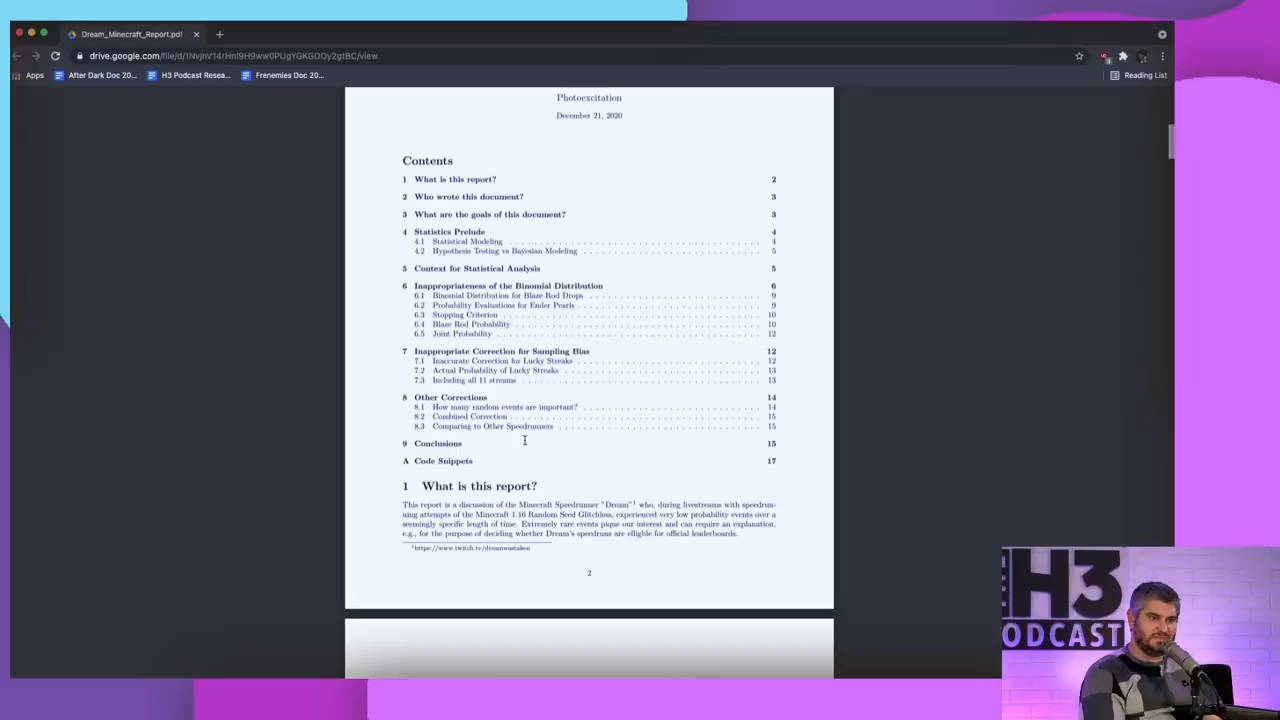 Dream_Minecraft_Report.pdf
drive.google.com/file/d/1NvjnV14rHnl9H9ww0PUgYGKGDOy2gtBC/view
Apps After Dark Doc 20... H3 Podcast Resea... Frenemies Doc 20... Reading List
Photoexcitation
December 21, 2020
Contents
1 What is this report? 2
2 Who wrote this document? 3
3 What are the goals of this document? 3
4 Statistics Prelude 4
4.1 Statistical Modeling 4
4.2 Hypothesis Testing vs Bayesian Modeling 5
5 Context for Statistical Analysis 5
6 Inappropriateness of the Binomial Distribution 6
6.1 Binomial Distribution for Blaze Rod Drops 9
6.2 Probability Evaluations for Ender Pearls 9
6.3 Stopping Criterion 10
6.4 Blaze Rod Probability 10
6.5 Joint Probability 12
7 Inappropriate Correction for Sampling Bias 12
7.1 Inaccurate Correction for Lucky Streaks 12
7.2 Actual Probability of Lucky Streaks 13
7.3 Including all 11 streams 13
8 Other Corrections 14
8.1 How many random events are important? 14
8.2 Combined Correction 15
8.3 Comparing to Other Speedrunners 15
9 Conclusions 15
A Code Snippets 17
1 What is this report?
This report is a discussion of the Minecraft Speedrunner "Dream"1 who, during livestreams with speedrun-
ning attempts of the Minecraft 1.16 Random Seed Glitchless, experienced very low probability events over a
seemingly specific length of time. Extremely rare events pique our interest and can require an explanation,
e.g., for the purpose of deciding whether Dream's speedruns are elligible for official leaderboards.
1https://www.twitch.tv/dreamwastaken
2
H3
ODCAST